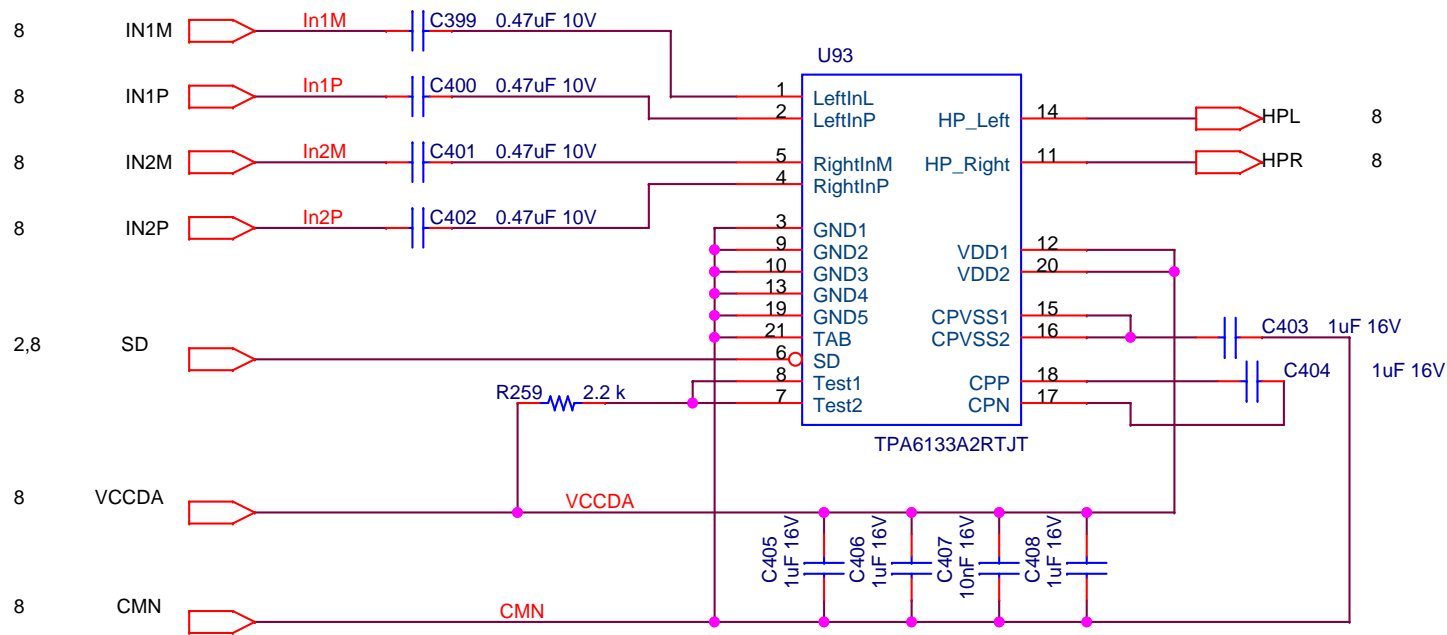 8 IN1M In1M C399 0.47uF 10V
U93
8 IN1P In1P C400 0.47uF 10V
1 LeftInL
2 LeftInP HP_Left 14 HPL 8
8 IN2M In2M C401 0.47uF 10V
5 RightInM HP_Right 11 HPR 8
4 RightInP
8 IN2P In2P C402 0.47uF 10V
3 GND1
9 GND2 VDD1 12
10 GND3 VDD2 20
13 GND4
19 GND5 CPVSS1 15
21 TAB CPVSS2 16 C403 1uF 16V
2,8 SD 6 SD
8 Test1 CPP 18 C404 1uF 16V
R259 2.2 k 7 Test2 CPN 17
TPA6133A2RTJT
8 VCCDA VCCDA
C405 1uF 16V
C406 1uF 16V
C407 10nF 16V
C408 1uF 16V
8 CMN CMN